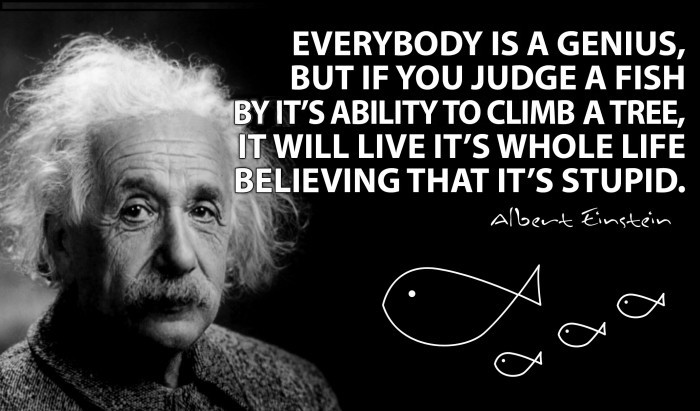 EVERYBODY IS A GENIUS,
BUT IF YOU JUDGE A FISH
BY IT'S ABILITY TO CLIMB A TREE,
IT WILL LIVE IT'S WHOLE LIFE
BELIEVING THAT IT'S STUPID.
Albert Einstein